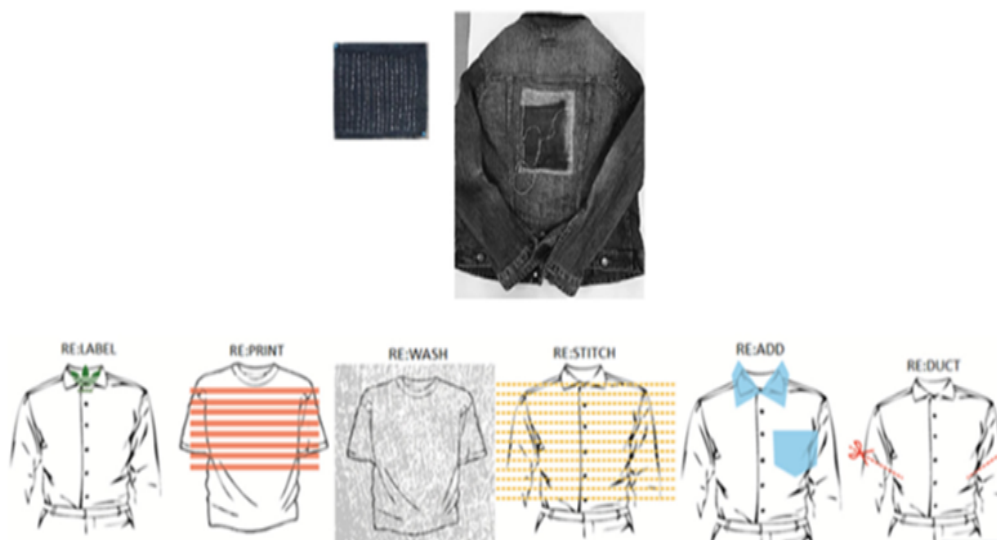 RE:LABEL
RE:PRINT
RE:WASH
RE:STITCH
RE:ADD
RE:DUCT